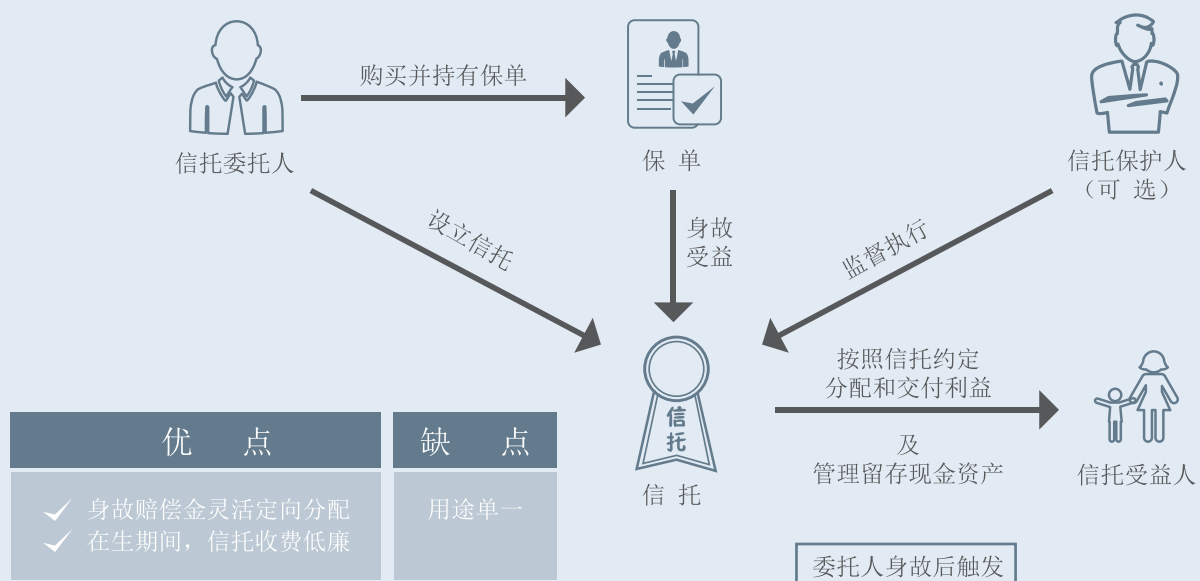 购买并持有保单
信托委托人
保 单
信托保护人
（可 选）
设立信托
身故
受益
监督执行
按照信托约定
分配和交付利益
及
管理留存现金资产
信
托
信 托
信托受益人
优 点
缺 点
身故赔偿金灵活定向分配
在生期间，信托收费低廉
用途单一
委托人身故后触发